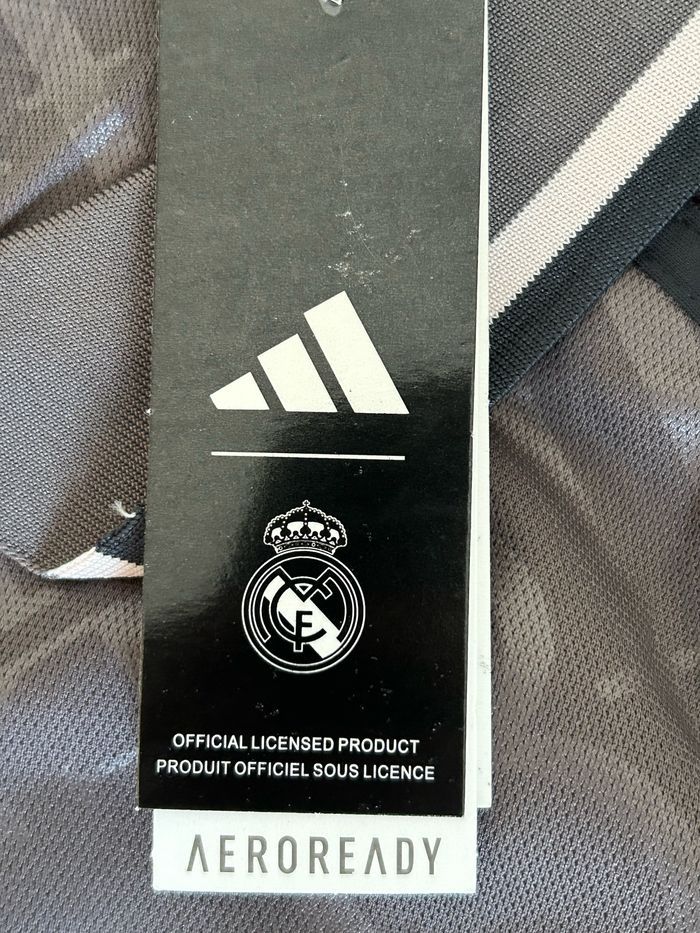 OFFICIAL LICENSED PRODUCT
PRODUIT OFFICIEL SOUS LICENCE
AEROREADY